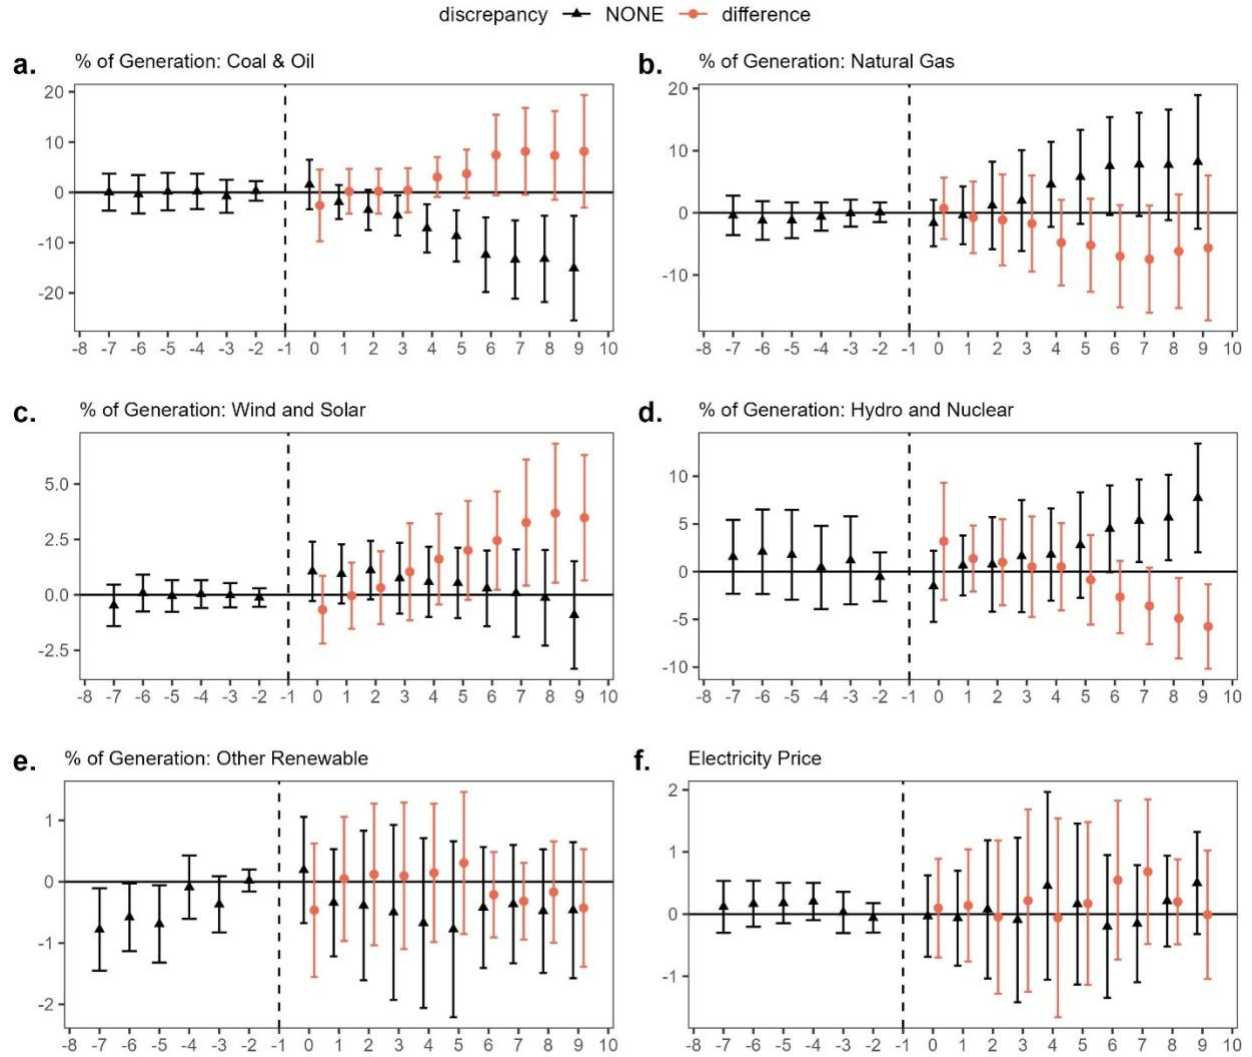 discrepancy NONE difference
a. % of Generation: Coal & Oil
20
10
0
-10
-20
-8 -7 -6 -5 -4 -3 -2 -1 0 1 2 3 4 5 6 7 8 9 10
b. % of Generation: Natural Gas
20
10
0
-10
-8 -7 -6 -5 -4 -3 -2 -1 0 1 2 3 4 5 6 7 8 9 10
c. % of Generation: Wind and Solar
5.0
2.5
0.0
-2.5
-8 -7 -6 -5 -4 -3 -2 -1 0 1 2 3 4 5 6 7 8 9 10
d. % of Generation: Hydro and Nuclear
10
5
0
-5
-10
-8 -7 -6 -5 -4 -3 -2 -1 0 1 2 3 4 5 6 7 8 9 10
e. % of Generation: Other Renewable
1
0
-1
-2
-8 -7 -6 -5 -4 -3 -2 -1 0 1 2 3 4 5 6 7 8 9 10
f. Electricity Price
2
1
0
-1
-8 -7 -6 -5 -4 -3 -2 -1 0 1 2 3 4 5 6 7 8 9 10